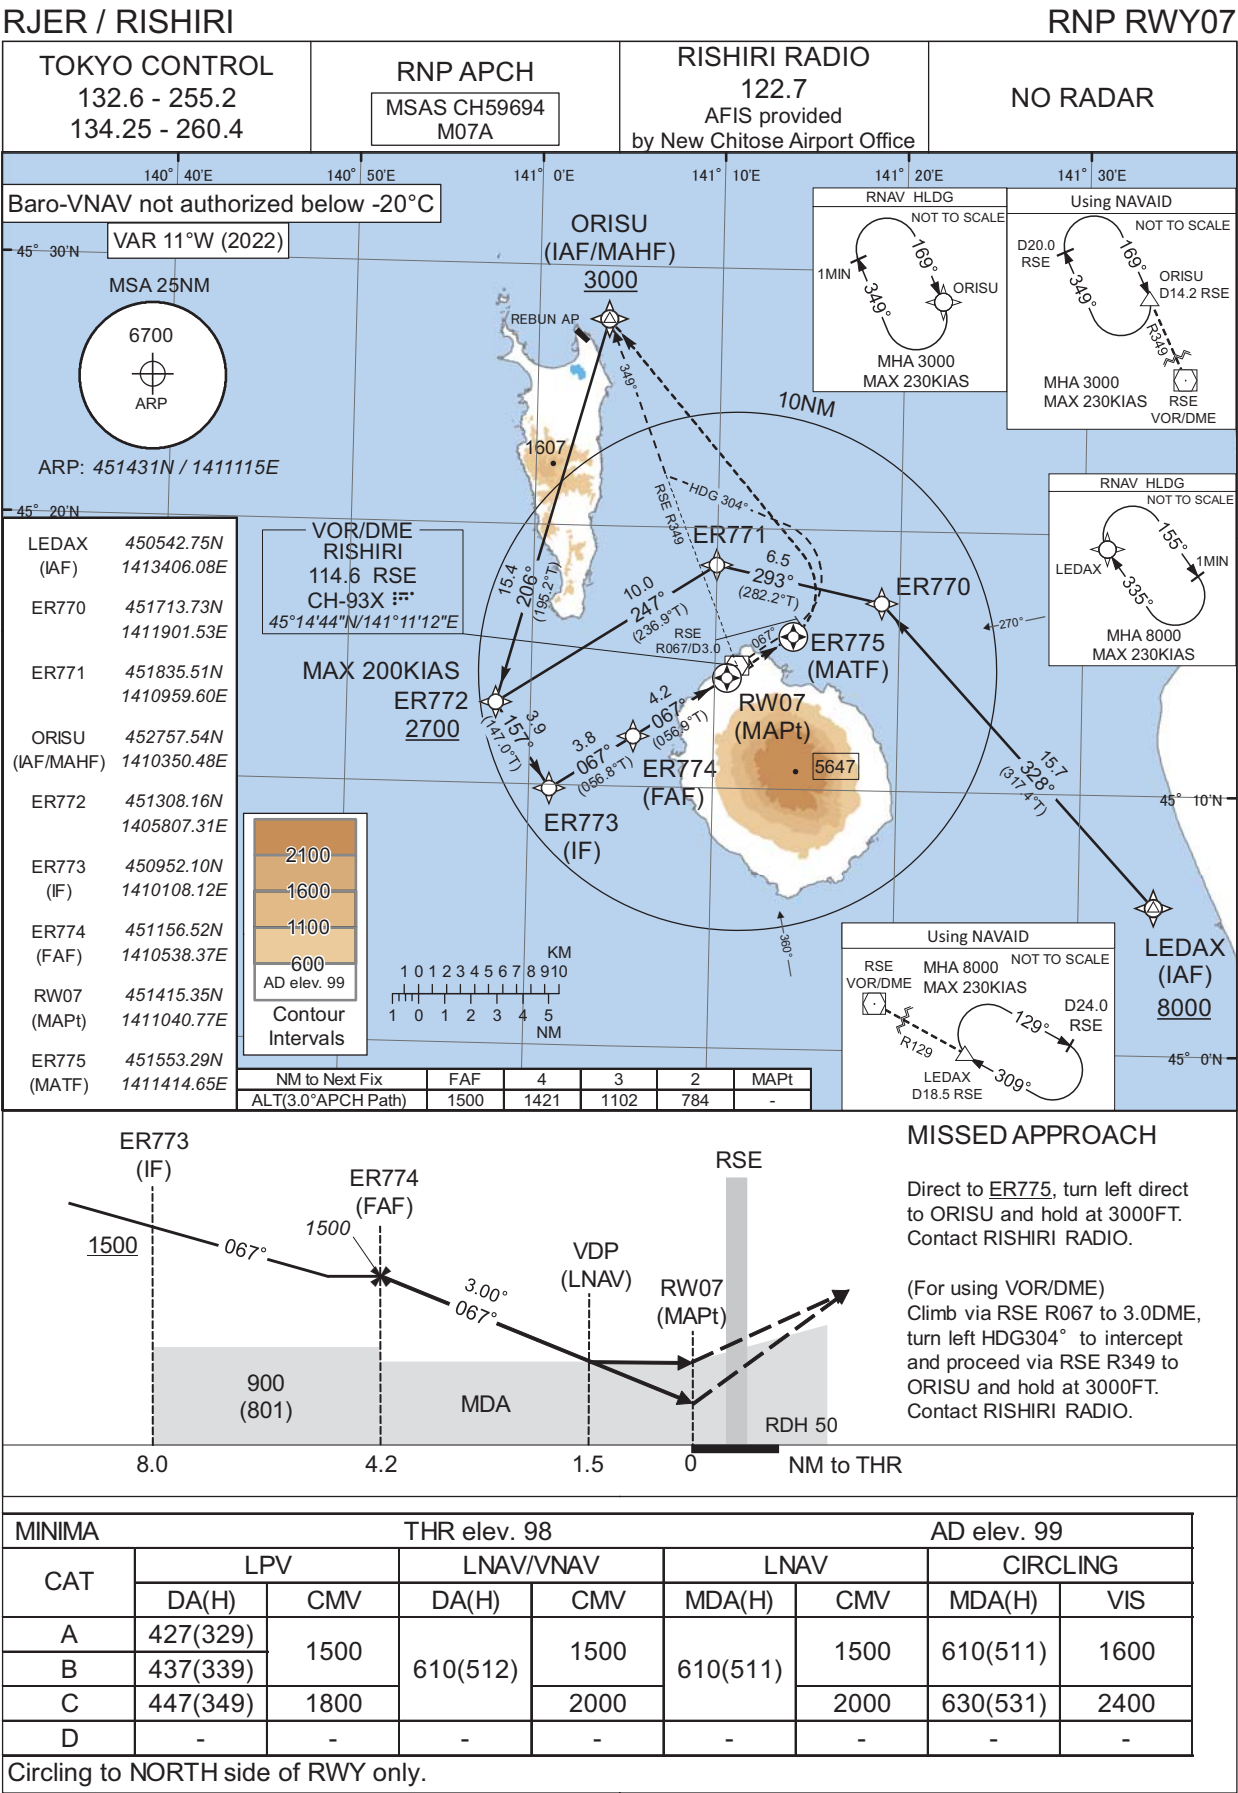 RJER / RISHIRI
RNP RWY07
TOKYO CONTROL
132.6 - 255.2
134.25 - 260.4
RNP APCH
MSAS CH59694
M07A
RISHIRI RADIO
122.7
AFIS provided
by New Chitose Airport Office
NO RADAR
140° 40'E
140° 50'E
141° 0'E
141° 10'E
141° 20'E
141° 30'E
Baro-VNAV not authorized below -20°C
VAR 11°W (2022)
45° 30'N
MSA 25NM
6700
ARP
ARP: 451431N / 1411115E
45° 20'N
ORISU
(IAF/MAHF)
3000
REBUN AP
349°
1607
10NM
RNAV HLDG
NOT TO SCALE
169°
1MIN
349°
ORISU
MHA 3000
MAX 230KIAS
Using NAVAID
NOT TO SCALE
D20.0
RSE
169°
349°
ORISU
D14.2 RSE
R349
MHA 3000
MAX 230KIAS
RSE
VOR/DME
RNAV HLDG
NOT TO SCALE
155°
1MIN
LEDAX
335°
MHA 8000
MAX 230KIAS
LEDAX 450542.75N
(IAF) 1413406.08E
ER770 451713.73N
1411901.53E
ER771 451835.51N
1410959.60E
ORISU 452757.54N
(IAF/MAHF) 1410350.48E
ER772 451308.16N
1405807.31E
ER773 450952.10N
(IF) 1410108.12E
ER774 451156.52N
(FAF) 1410538.37E
RW07 451415.35N
(MAPt) 1411040.77E
ER775 451553.29N
(MATF) 1411414.65E
VOR/DME
RISHIRI
114.6 RSE
CH-93X
45°14'44"N/141°11'12"E
15.4
206°
(195.2°T)
RSE R349
HDG 304°
ER771
6.5
293°
(282.2°T)
ER770
10.0
247°
(236.9°T)
RSE
R067/D3.0
067°
270°
ER775
(MATF)
MAX 200KIAS
ER772
2700
3.9
157°
(147.0°T)
4.2
067°
(056.9°T)
3.8
067°
(056.8°T)
RW07
(MAPt)
ER774
(FAF)
5647
ER773
(IF)
15.7
328°
(317.4°T)
45° 10'N
360°
LEDAX
(IAF)
8000
45° 0'N
2100
1600
1100
600
AD elev. 99
Contour
Intervals
KM
1 0 1 2 3 4 5 6 7 8 9 10
1 0 1 2 3 4 5
NM
Using NAVAID
NOT TO SCALE
RSE
VOR/DME
MHA 8000
MAX 230KIAS
R129
129°
D24.0
RSE
309°
LEDAX
D18.5 RSE
NM to Next Fix FAF 4 3 2 MAPt
ALT(3.0°APCH Path) 1500 1421 1102 784 -
ER773
(IF)
1500
067°
ER774
(FAF)
1500
3.00°
067°
VDP
(LNAV)
RW07
(MAPt)
RSE
900
(801)
MDA
RDH 50
8.0 4.2 1.5 0 NM to THR
MISSED APPROACH
Direct to ER775, turn left direct
to ORISU and hold at 3000FT.
Contact RISHIRI RADIO.
(For using VOR/DME)
Climb via RSE R067 to 3.0DME,
turn left HDG304° to intercept
and proceed via RSE R349 to
ORISU and hold at 3000FT.
Contact RISHIRI RADIO.
MINIMA THR elev. 98 AD elev. 99
CAT LPV LNAV/VNAV LNAV CIRCLING
DA(H) CMV DA(H) CMV MDA(H) CMV MDA(H) VIS
A 427(329) 1500 610(512) 1500 610(511) 1500 610(511) 1600
B 437(339)
C 447(349) 1800 2000 2000 630(531) 2400
D - - - - - - - -
Circling to NORTH side of RWY only.